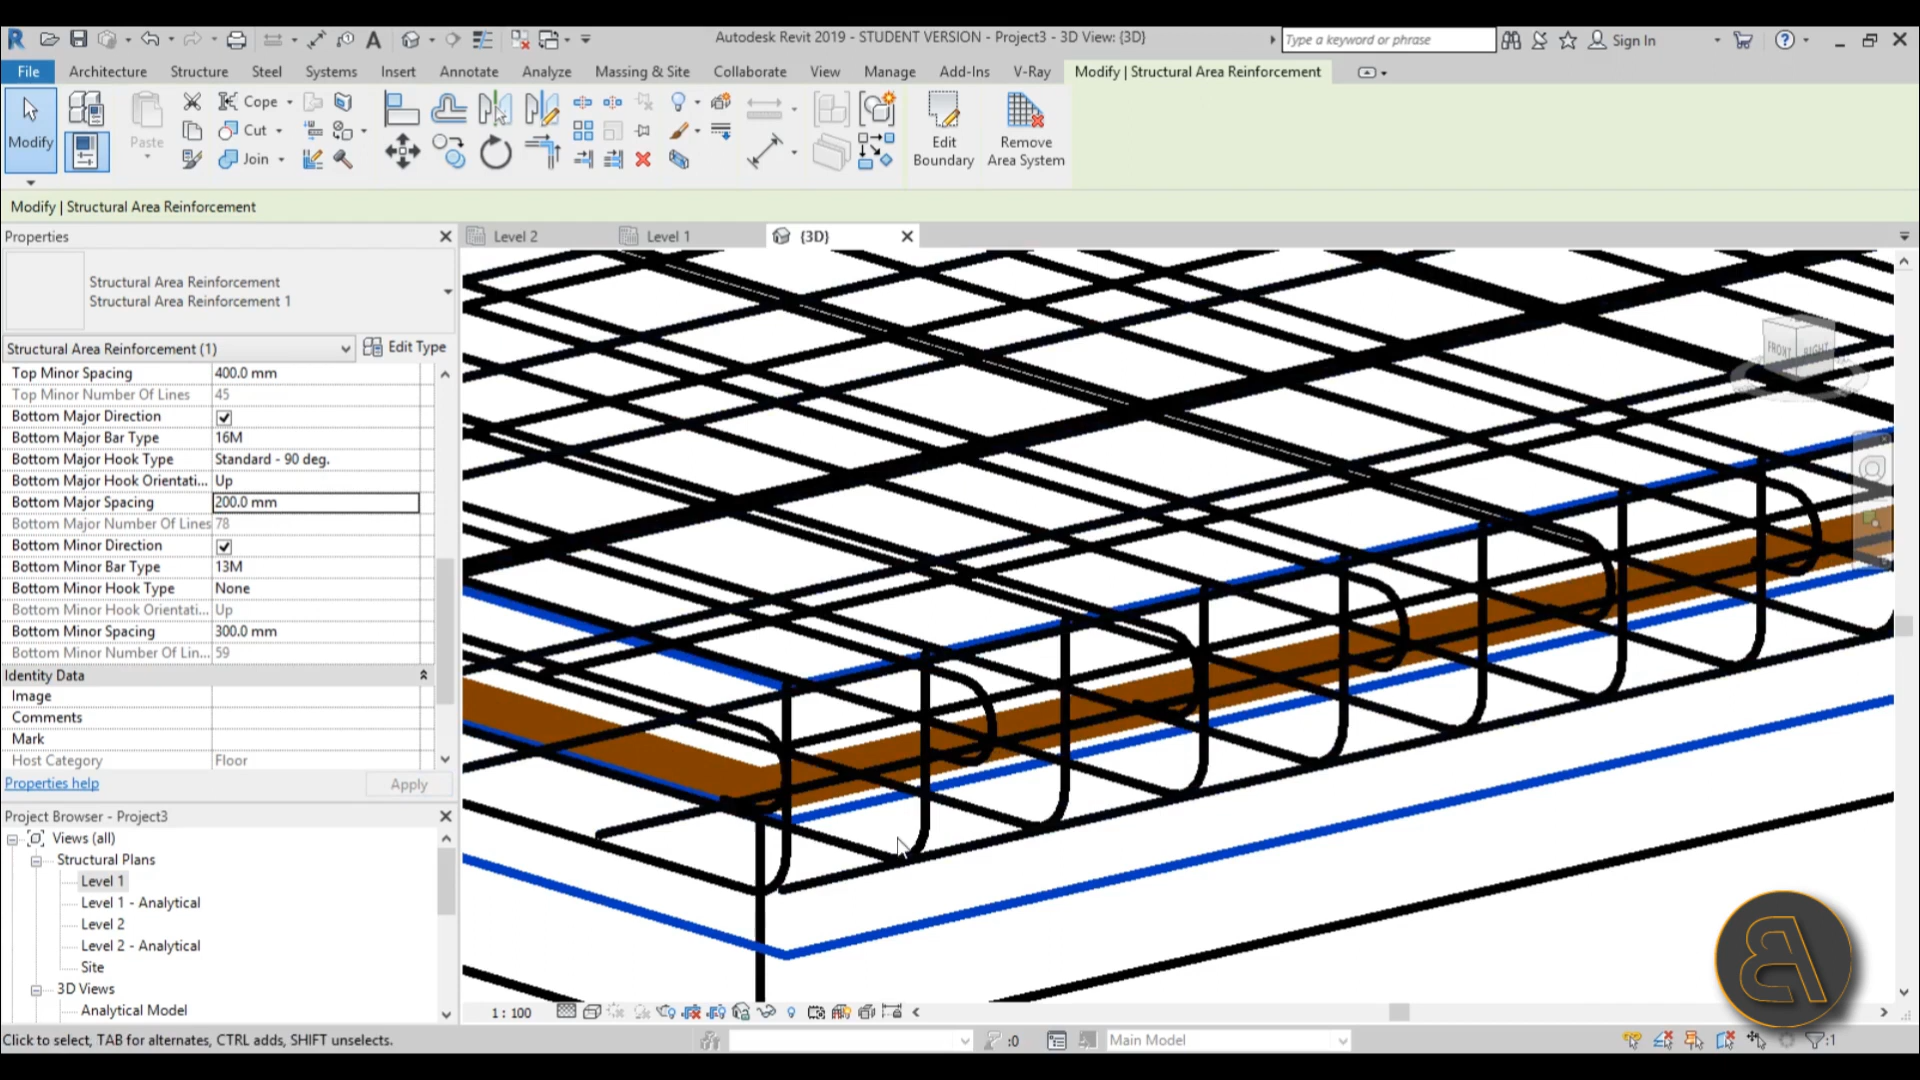 Autodesk Revit 2019 - STUDENT VERSION - Project3 - 3D View: {3D}
Type a keyword or phrase
Sign In
File Architecture Structure Steel Systems Insert Annotate Analyze Massing & Site Collaborate View Manage Add-Ins V-Ray Modify | Structural Area Reinforcement
Modify
Paste
Cope
Cut
Join
Edit Boundary
Remove Area System
Modify | Structural Area Reinforcement
Properties
Level 2
Level 1
{3D}
Structural Area Reinforcement
Structural Area Reinforcement 1
Structural Area Reinforcement (1)
Edit Type
Top Minor Spacing 400.0 mm
Top Minor Number Of Lines 45
Bottom Major Direction
Bottom Major Bar Type 16M
Bottom Major Hook Type Standard - 90 deg.
Bottom Major Hook Orientati... Up
Bottom Major Spacing 200.0 mm
Bottom Major Number Of Lines 78
Bottom Minor Direction
Bottom Minor Bar Type 13M
Bottom Minor Hook Type None
Bottom Minor Hook Orientati... Up
Bottom Minor Spacing 300.0 mm
Bottom Minor Number Of Lin... 59
Identity Data
Image
Comments
Mark
Host Category Floor
Properties help
Apply
FRONT
RIGHT
Project Browser - Project3
Views (all)
Structural Plans
Level 1
Level 1 - Analytical
Level 2
Level 2 - Analytical
Site
3D Views
Analytical Model
1 : 100
Click to select, TAB for alternates, CTRL adds, SHIFT unselects.
:0
Main Model
:1